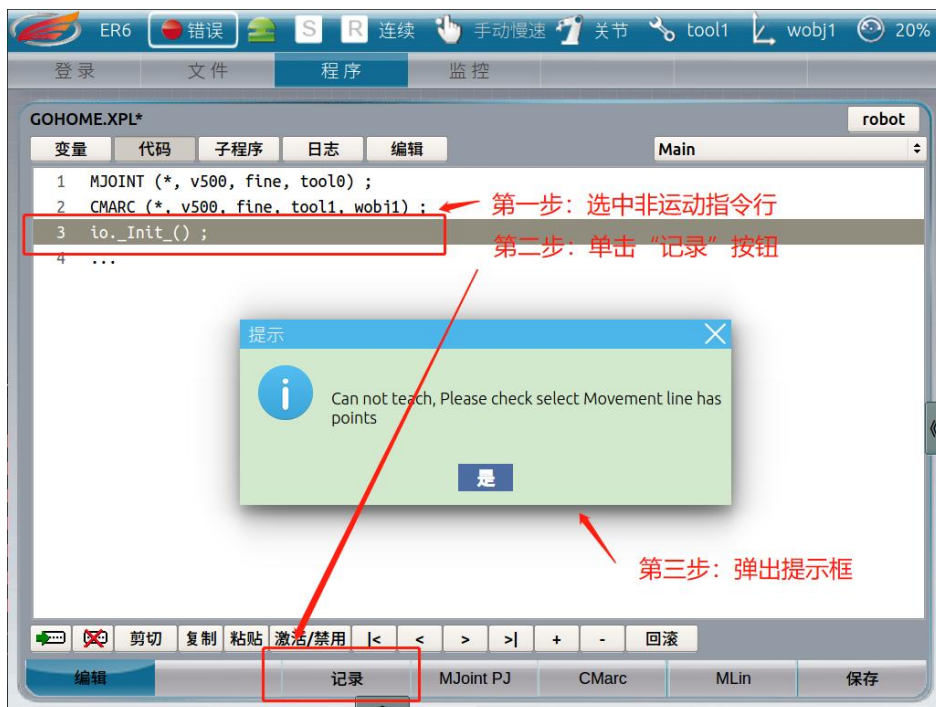 ER6 错误 S R 连续 手动慢速 关节 tool1 wobj1 20%
登录 文件 程序 监控
GOHOME.XPL* robot
变量 代码 子程序 日志 编辑 Main
1 MJOINT (*, v500, fine, tool0) ;
2 CMARC (*, v500, fine, tool1, wobj1) ;
第一步：选中非运动指令行
3 io._Init_() ;
第二步：单击“记录”按钮
4 ...
提示
Can not teach, Please check select Movement line has
points
是
第三步：弹出提示框
剪切 复制 粘贴 激活/禁用 |< < > >| + - 回滚
编辑 记录 MJoint PJ CMarc MLin 保存